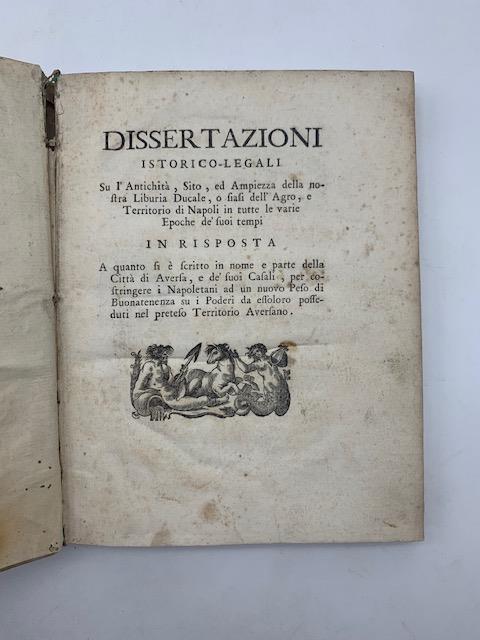 DISSERTAZIONI
ISTORICO-LEGALI
Su l'Antichità, Sito, ed Ampiezza della no-
stra Liburia Ducale, o siasi dell'Agro, e
Territorio di Napoli in tutte le varie
Epoche de' suoi tempi
IN RISPOSTA
A quanto si è scritto in nome e parte della
Città di Aversa, e de' suoi Casali, per co-
stringere i Napoletani ad un nuovo Peso di
Buonatenenza su i Poderi da essoloro posse-
duti nel preteso Territorio Aversano.